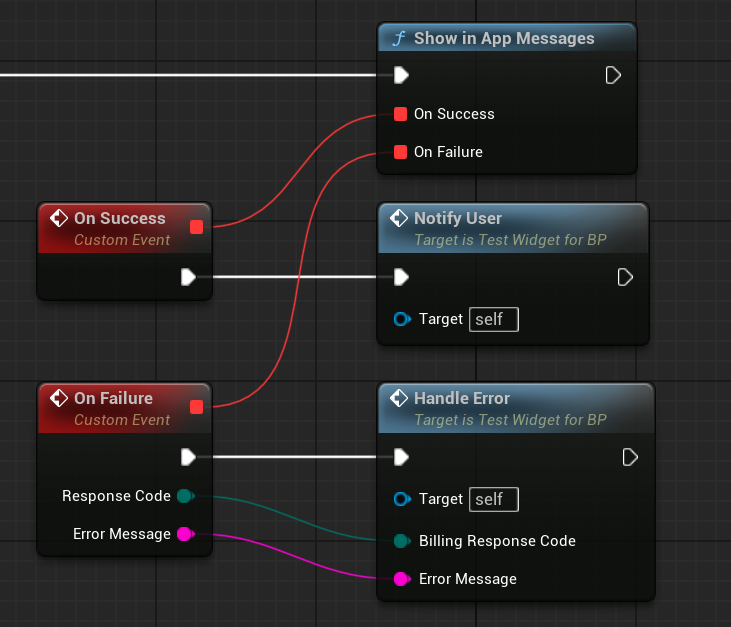 Show in App Messages
On Success
On Failure
On Success
Custom Event
Notify User
Target is Test Widget for BP
Target self
On Failure
Custom Event
Response Code
Error Message
Handle Error
Target is Test Widget for BP
Target self
Billing Response Code
Error Message